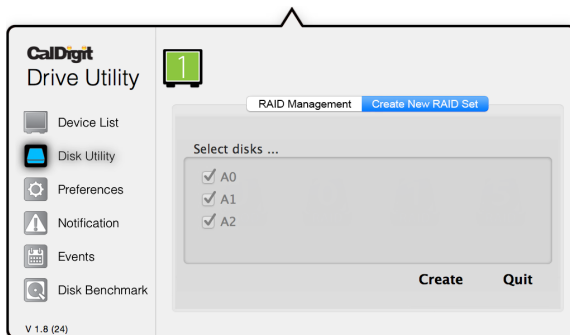 CalDigit
Drive Utility
1
Device List
Disk Utility
Preferences
Notification
Events
Disk Benchmark
V 1.8 (24)
RAID Management
Create New RAID Set
Select disks ...
A0
A1
A2
Create
Quit